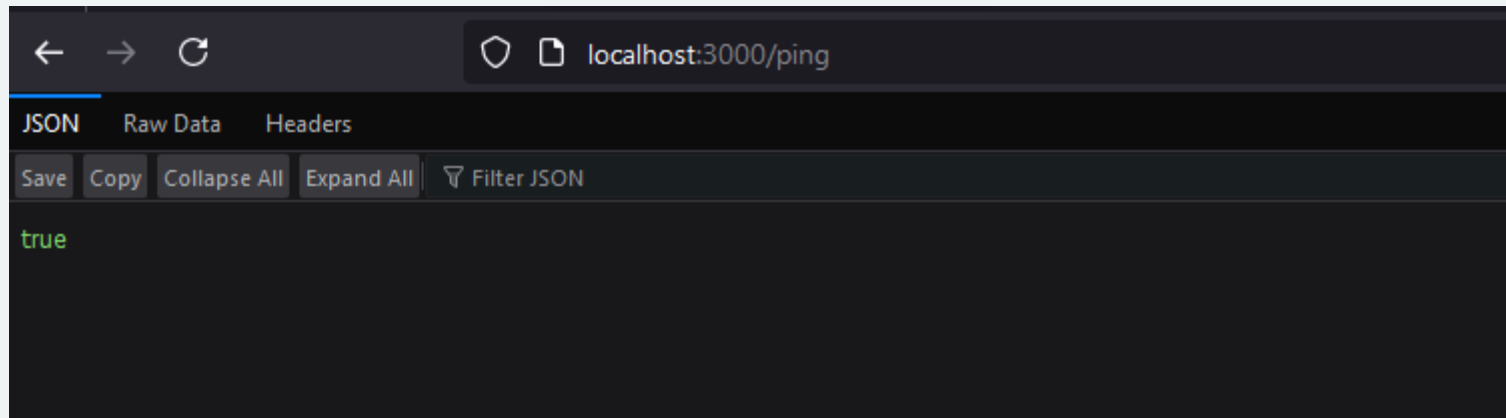 localhost:3000/ping
JSON Raw Data Headers
Save Copy Collapse All Expand All Filter JSON
true